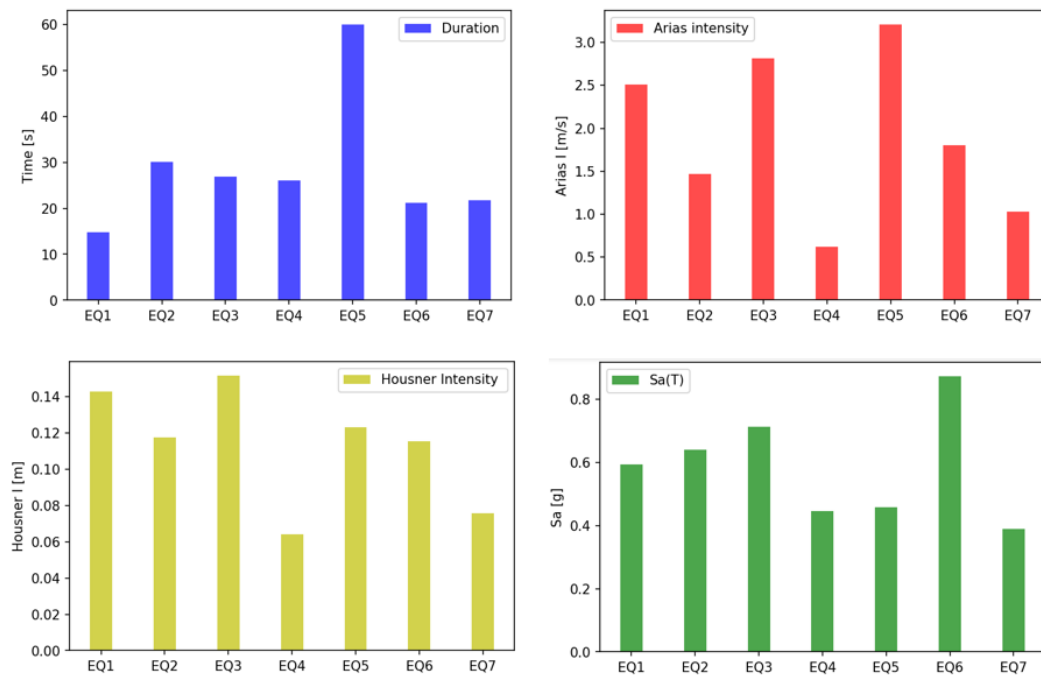 60
50
40
30
20
10
0
Time [s]
Duration
EQ1 EQ2 EQ3 EQ4 EQ5 EQ6 EQ7
3.0
2.5
2.0
1.5
1.0
0.5
0.0
Arias I [m/s]
Arias intensity
EQ1 EQ2 EQ3 EQ4 EQ5 EQ6 EQ7
0.14
0.12
0.10
0.08
0.06
0.04
0.02
0.00
Housner I [m]
Housner Intensity
EQ1 EQ2 EQ3 EQ4 EQ5 EQ6 EQ7
0.8
0.6
0.4
0.2
0.0
Sa [g]
Sa(T)
EQ1 EQ2 EQ3 EQ4 EQ5 EQ6 EQ7